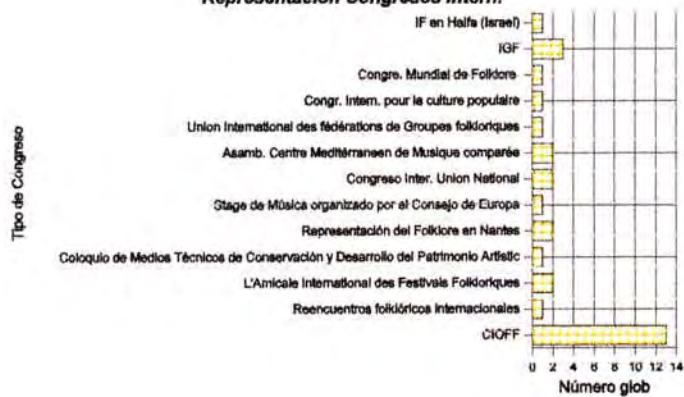 Representación Congresos Intern.
Tipo de Congreso
IF en Haifa (Israel)
IGF
Congre. Mundial de Folklore
Congr. Intern. pour la culture populaire
Union International des fédérations de Groupes folkloriques
Asamb. Centre Mediterraneen de Musique comparée
Congreso Inter. Union National
Stage de Música organizado por el Consejo de Europa
Representación del Folklore en Nantes
Coloquio de Medios Técnicos de Conservación y Desarrollo del Patrimonio Artistic
L'Amicale International des Festivals Folkloriques
Reencuentros folklóricos internacionales
CIOFF
0 2 4 6 8 10 12 14
Número glob